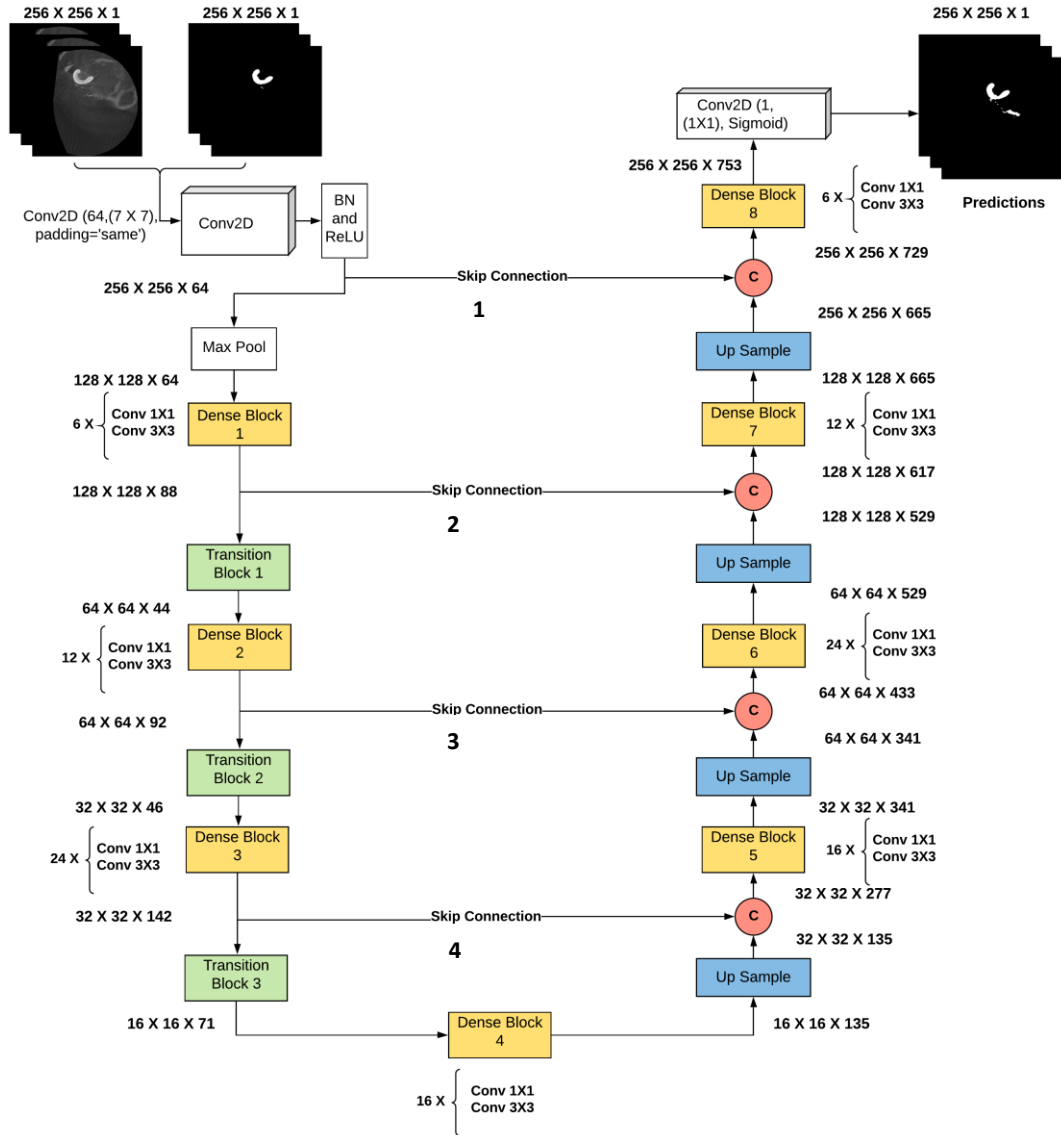 256 X 256 X 1
256 X 256 X 1
256 X 256 X 1
Conv2D (64,(7 X 7),
padding='same')
Conv2D
BN
and
ReLU
256 X 256 X 64
Max Pool
128 X 128 X 64
6 X
Conv 1X1
Conv 3X3
Dense Block
1
128 X 128 X 88
Transition
Block 1
64 X 64 X 44
12 X
Conv 1X1
Conv 3X3
Dense Block
2
64 X 64 X 92
Transition
Block 2
32 X 32 X 46
24 X
Conv 1X1
Conv 3X3
Dense Block
3
32 X 32 X 142
Transition
Block 3
16 X 16 X 71
Dense Block
4
16 X
Conv 1X1
Conv 3X3
Skip Connection
1
Skip Connection
2
Skip Connection
3
Skip Connection
4
Conv2D (1,
(1X1), Sigmoid)
Predictions
256 X 256 X 753
Dense Block
8
6 X
Conv 1X1
Conv 3X3
256 X 256 X 729
C
256 X 256 X 665
Up Sample
128 X 128 X 665
Dense Block
7
12 X
Conv 1X1
Conv 3X3
128 X 128 X 617
C
128 X 128 X 529
Up Sample
64 X 64 X 529
Dense Block
6
24 X
Conv 1X1
Conv 3X3
64 X 64 X 433
C
64 X 64 X 341
Up Sample
32 X 32 X 341
Dense Block
5
16 X
Conv 1X1
Conv 3X3
32 X 32 X 277
C
32 X 32 X 135
Up Sample
16 X 16 X 135